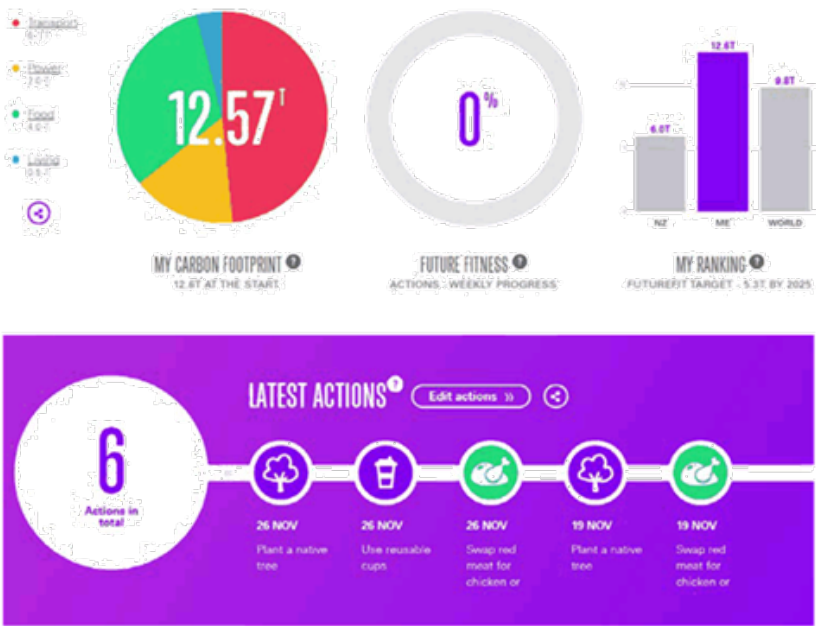 Transport
Power
Food
Living
12.57T
0%
6.0T
12.6T
NZ
ME
WORLD
MY CARBON FOOTPRINT ?
12.6T AT THE START
FUTURE FITNESS ?
ACTIONS - WEEKLY PROGRESS
MY RANKING ?
FUTUREFIT TARGET - 5.3T BY 2025
LATEST ACTIONS ?
Edit actions »
6
Actions in
total
26 NOV
Plant a native
tree
26 NOV
Use reusable
cups
26 NOV
Swap red
meat for
chicken or
19 NOV
Plant a native
tree
19 NOV
Swap red
meat for
chicken or